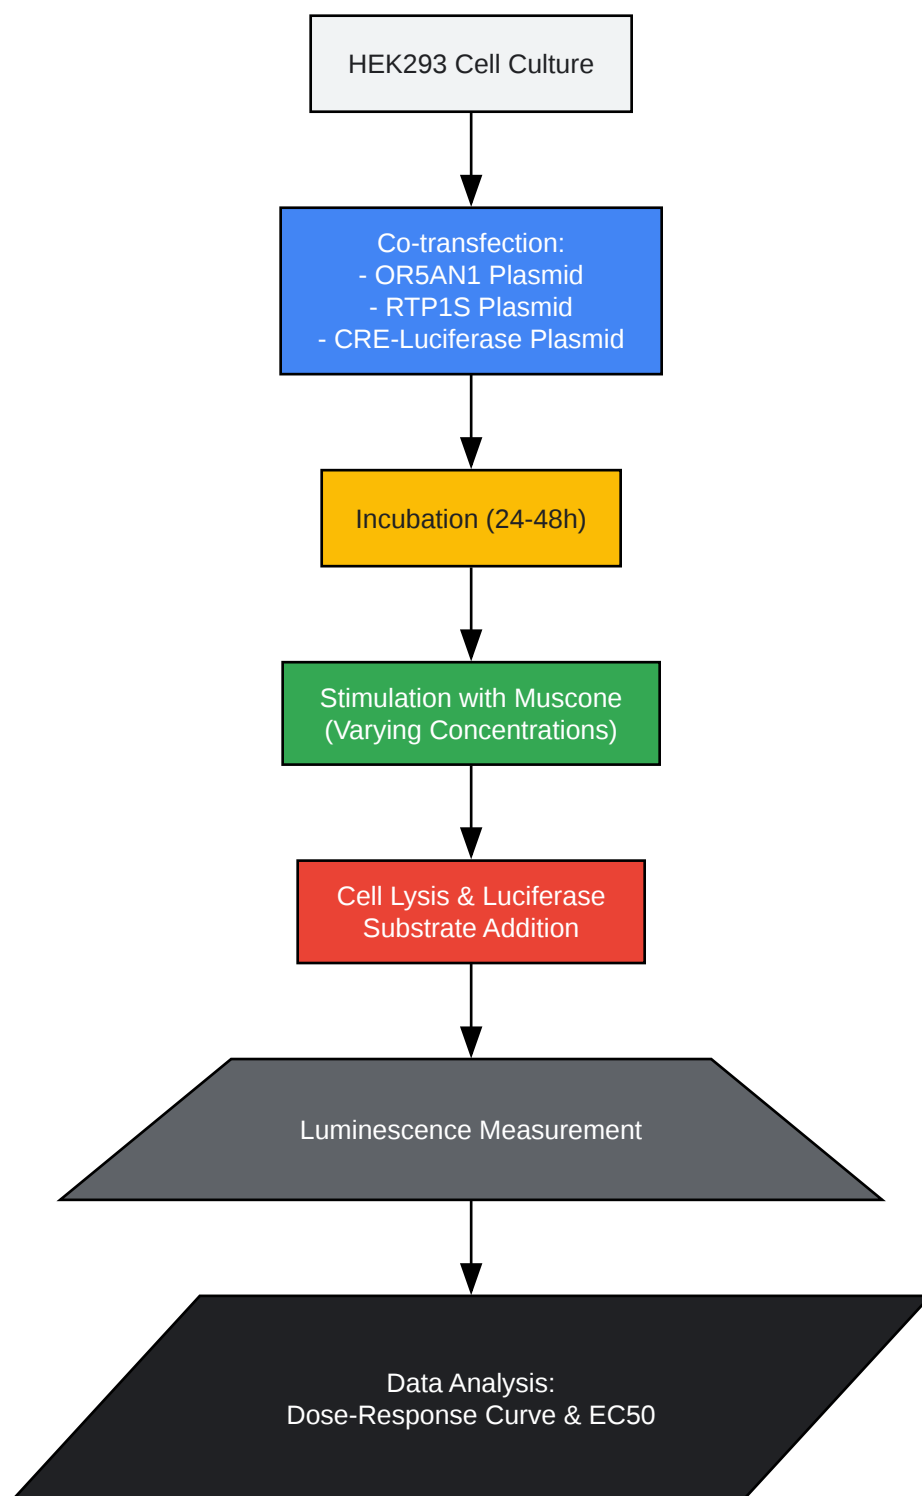 HEK293 Cell Culture
Co-transfection:
- OR5AN1 Plasmid
- RTP1S Plasmid
- CRE-Luciferase Plasmid
Incubation (24-48h)
Stimulation with Muscone
(Varying Concentrations)
Cell Lysis & Luciferase
Substrate Addition
Luminescence Measurement
Data Analysis:
Dose-Response Curve & EC50